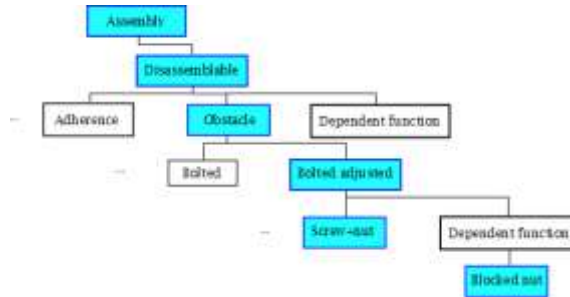 Assembly
Disassemblable
Adherence
Obstacle
Dependent function
Bolted
Bolted adjusted
Screw-nut
Dependent function
Blocked nut